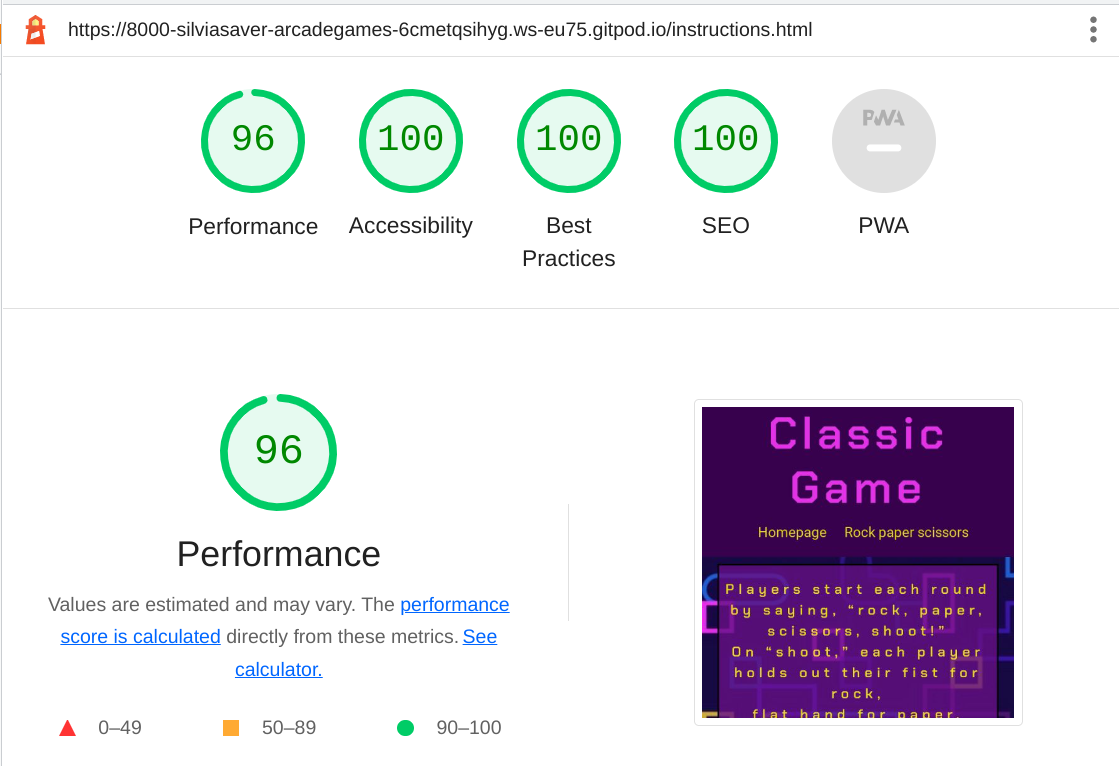 https://8000-silviasaver-arcadegames-6cmetqsihyg.ws-eu75.gitpod.io/instructions.html
96
100
100
100
PWA
Performance
Accessibility
Best
Practices
SEO
PWA
96
Performance
Values are estimated and may vary. The performance
score is calculated directly from these metrics. See
calculator.
0–49
50–89
90–100
Classic
Game
Homepage Rock paper scissors
Players start each round
by saying, “rock, paper,
scissors, shoot!”
On “shoot,” each player
holds out their fist for
rock,
flat hand for paper,